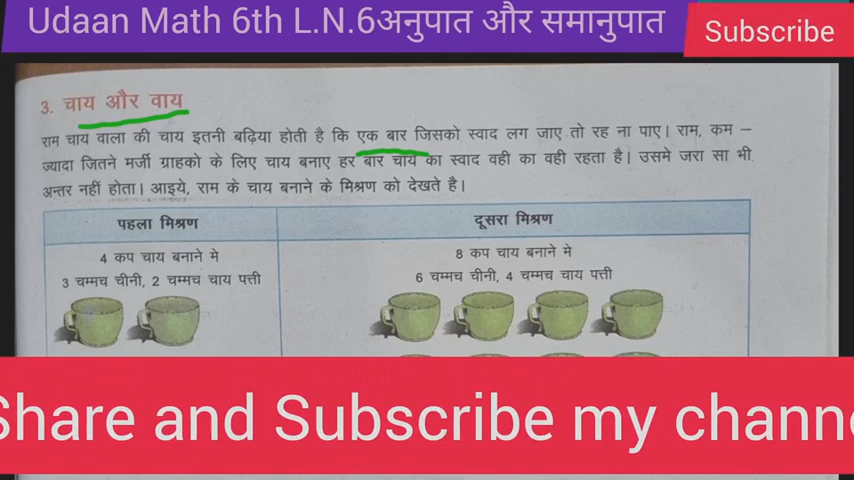 Udaan Math 6th L.N.6अनुपात और समानुपात
Subscribe
3. चाय और वाय
राम चाय वाला की चाय इतनी बढ़िया होती है कि एक बार जिसको स्वाद लग जाए तो रह ना पाए। राम, कम –
ज्यादा जितने मर्जी ग्राहको के लिए चाय बनाए हर बार चाय का स्वाद वही का वही रहता है। उसमे जरा सा भी
अन्तर नहीं होता। आइये, राम के चाय बनाने के मिश्रण को देखते है।
पहला मिश्रण
दूसरा मिश्रण
4 कप चाय बनाने मे
3 चम्मच चीनी, 2 चम्मच चाय पत्ती
8 कप चाय बनाने मे
6 चम्मच चीनी, 4 चम्मच चाय पत्ती
Share and Subscribe my channe